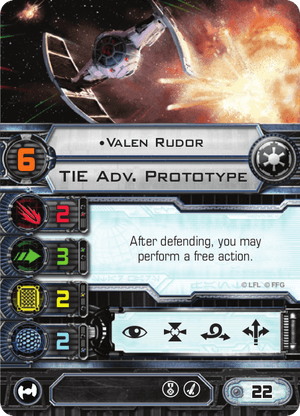 •Valen Rudor
6
TIE Adv. Prototype
2
After defending, you may
perform a free action.
3
© LFL © FFG
2
2
22